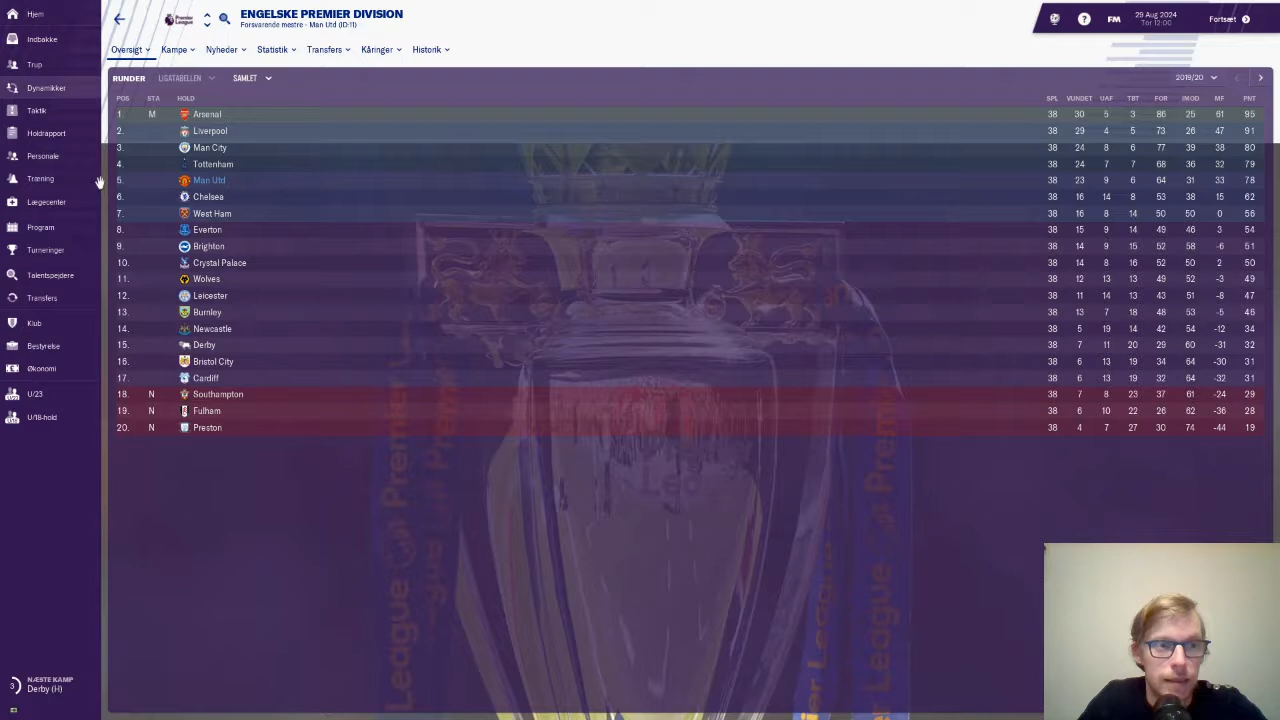 Hjem
Indbakke
Trup
Dynamikker
Taktik
Holdrapport
Personale
Træning
Lægecenter
Program
Turneringer
Talentspejdere
Transfers
Klub
Bestyrelse
Økonomi
U/23
U/18-hold
3 NÆSTE KAMP
Derby (H)
Premier League
ENGELSKE PREMIER DIVISION
Forsvarende mestre - Man Utd (ID:11)
? FM 29 Aug 2024
Tor 12:00
Fortsæt
Oversigt Kampe Nyheder Statistik Transfers Kåringer Historik
RUNDER LIGATABELLEN SAMLET 2019/20
POS STA HOLD SPL VUNDET UAF TBT FOR IMOD MF PNT
1. M Arsenal 38 30 5 3 86 25 61 95
2. Liverpool 38 29 4 5 73 26 47 91
3. Man City 38 24 8 6 77 39 38 80
4. Tottenham 38 24 7 7 68 36 32 79
5. Man Utd 38 23 9 6 64 31 33 78
6. Chelsea 38 16 14 8 53 38 15 62
7. West Ham 38 16 8 14 50 50 0 56
8. Everton 38 15 9 14 49 46 3 54
9. Brighton 38 14 9 15 52 58 -6 51
10. Crystal Palace 38 14 8 16 52 50 2 50
11. Wolves 38 12 13 13 49 52 -3 49
12. Leicester 38 11 14 13 43 51 -8 47
13. Burnley 38 13 7 18 48 53 -5 46
14. Newcastle 38 5 19 14 42 54 -12 34
15. Derby 38 7 11 20 29 60 -31 32
16. Bristol City 38 6 13 19 34 64 -30 31
17. Cardiff 38 6 13 19 32 64 -32 31
18. N Southampton 38 7 8 23 37 61 -24 29
19. N Fulham 38 6 10 22 26 62 -36 28
20. N Preston 38 4 7 27 30 74 -44 19